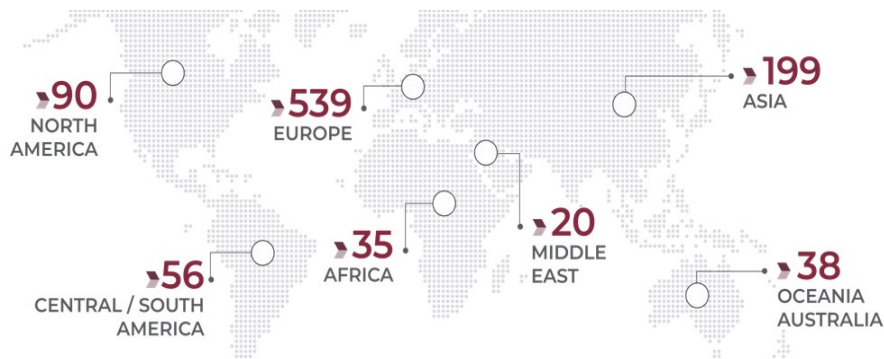 90
NORTH
AMERICA
539
EUROPE
199
ASIA
56
CENTRAL / SOUTH
AMERICA
35
AFRICA
20
MIDDLE
EAST
38
OCEANIA
AUSTRALIA